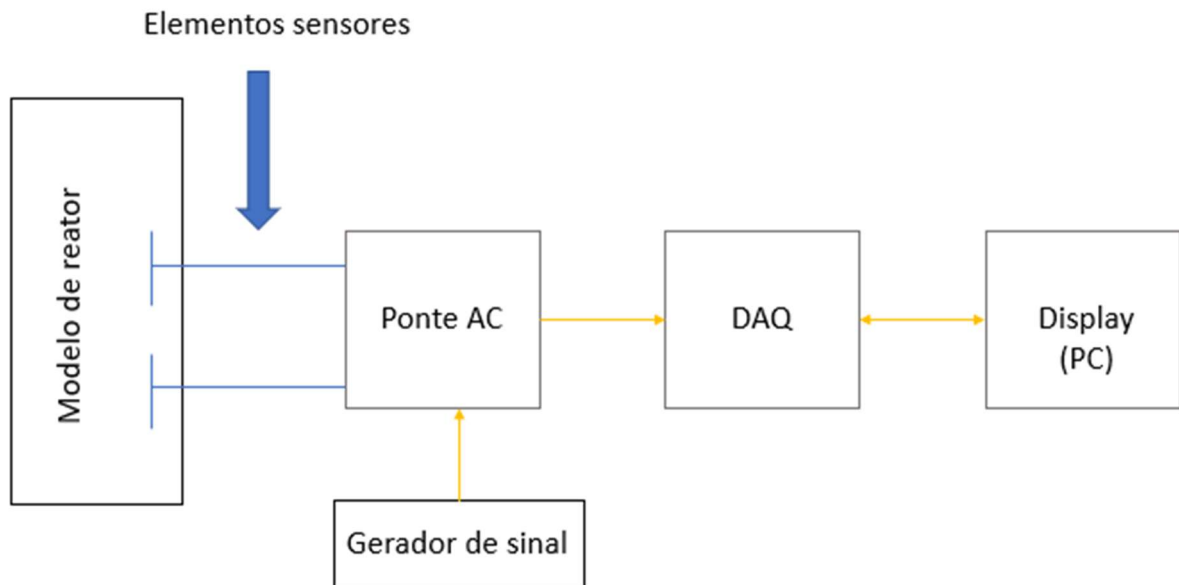 Elementos sensores
Modelo de reator
Ponte AC
DAQ
Display
(PC)
Gerador de sinal